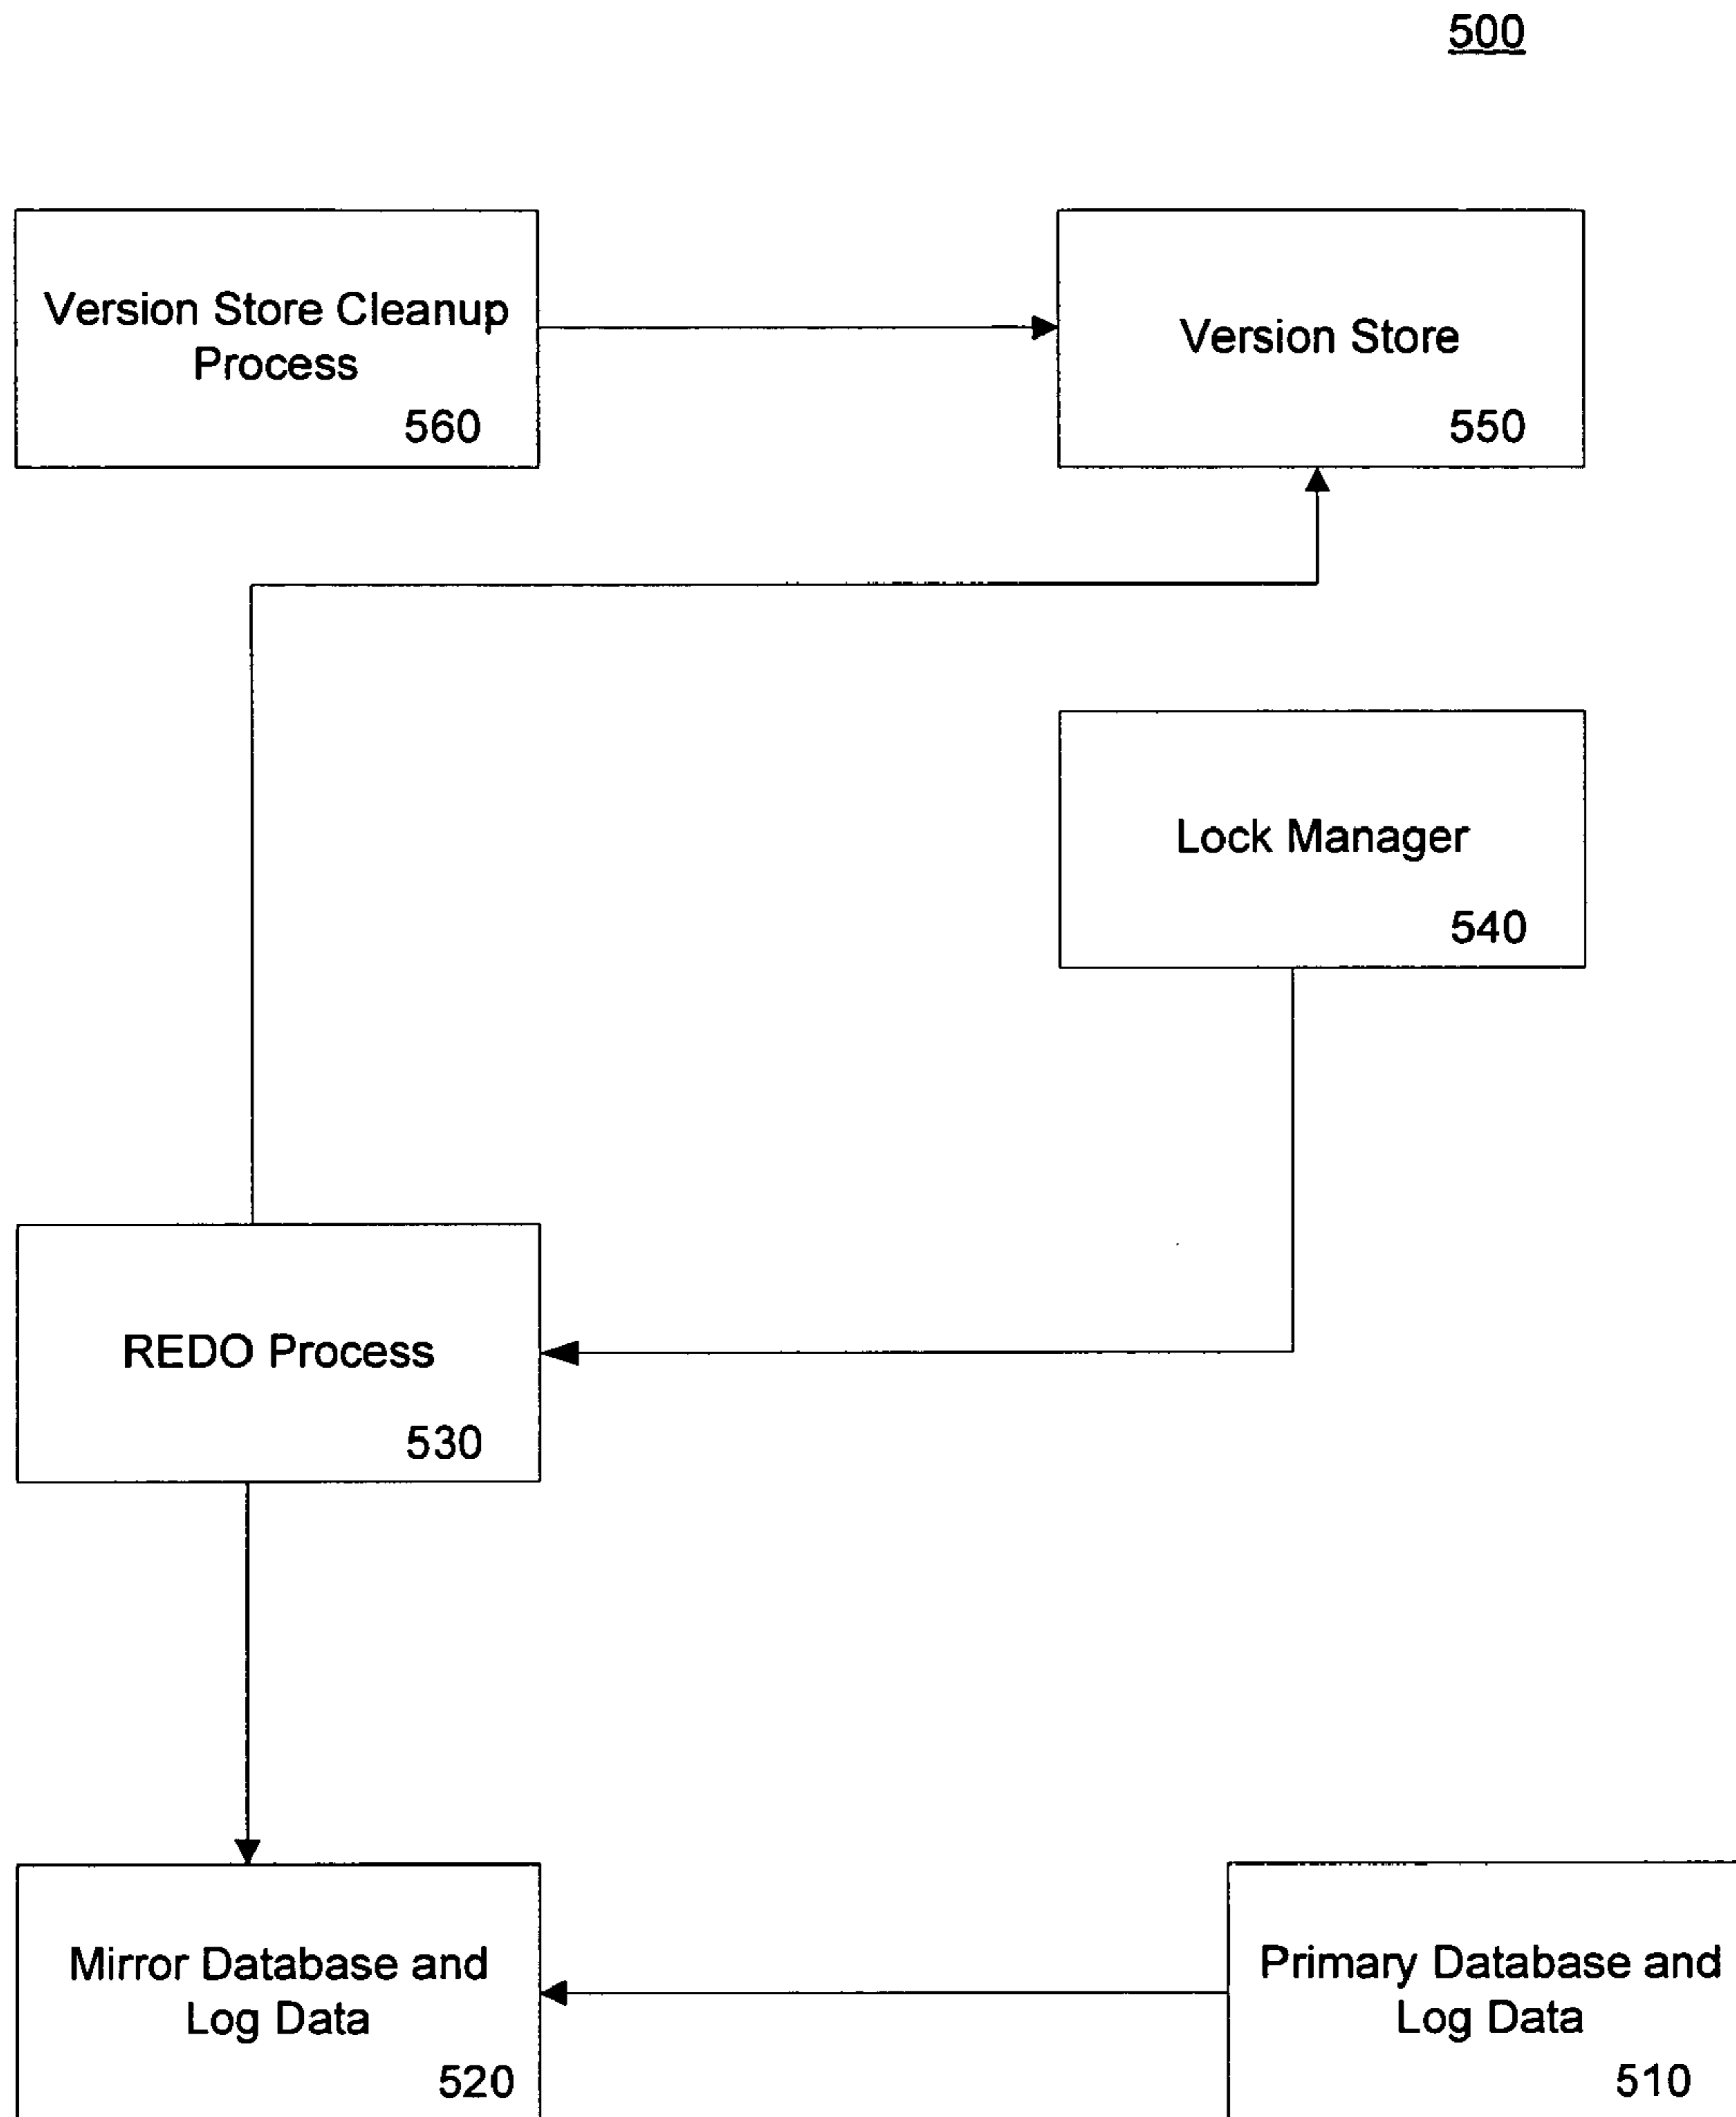 500
Version Store Cleanup
Process
560
Version Store
550
Lock Manager
540
REDO Process
530
Mirror Database and
Log Data
520
Primary Database and
Log Data
510